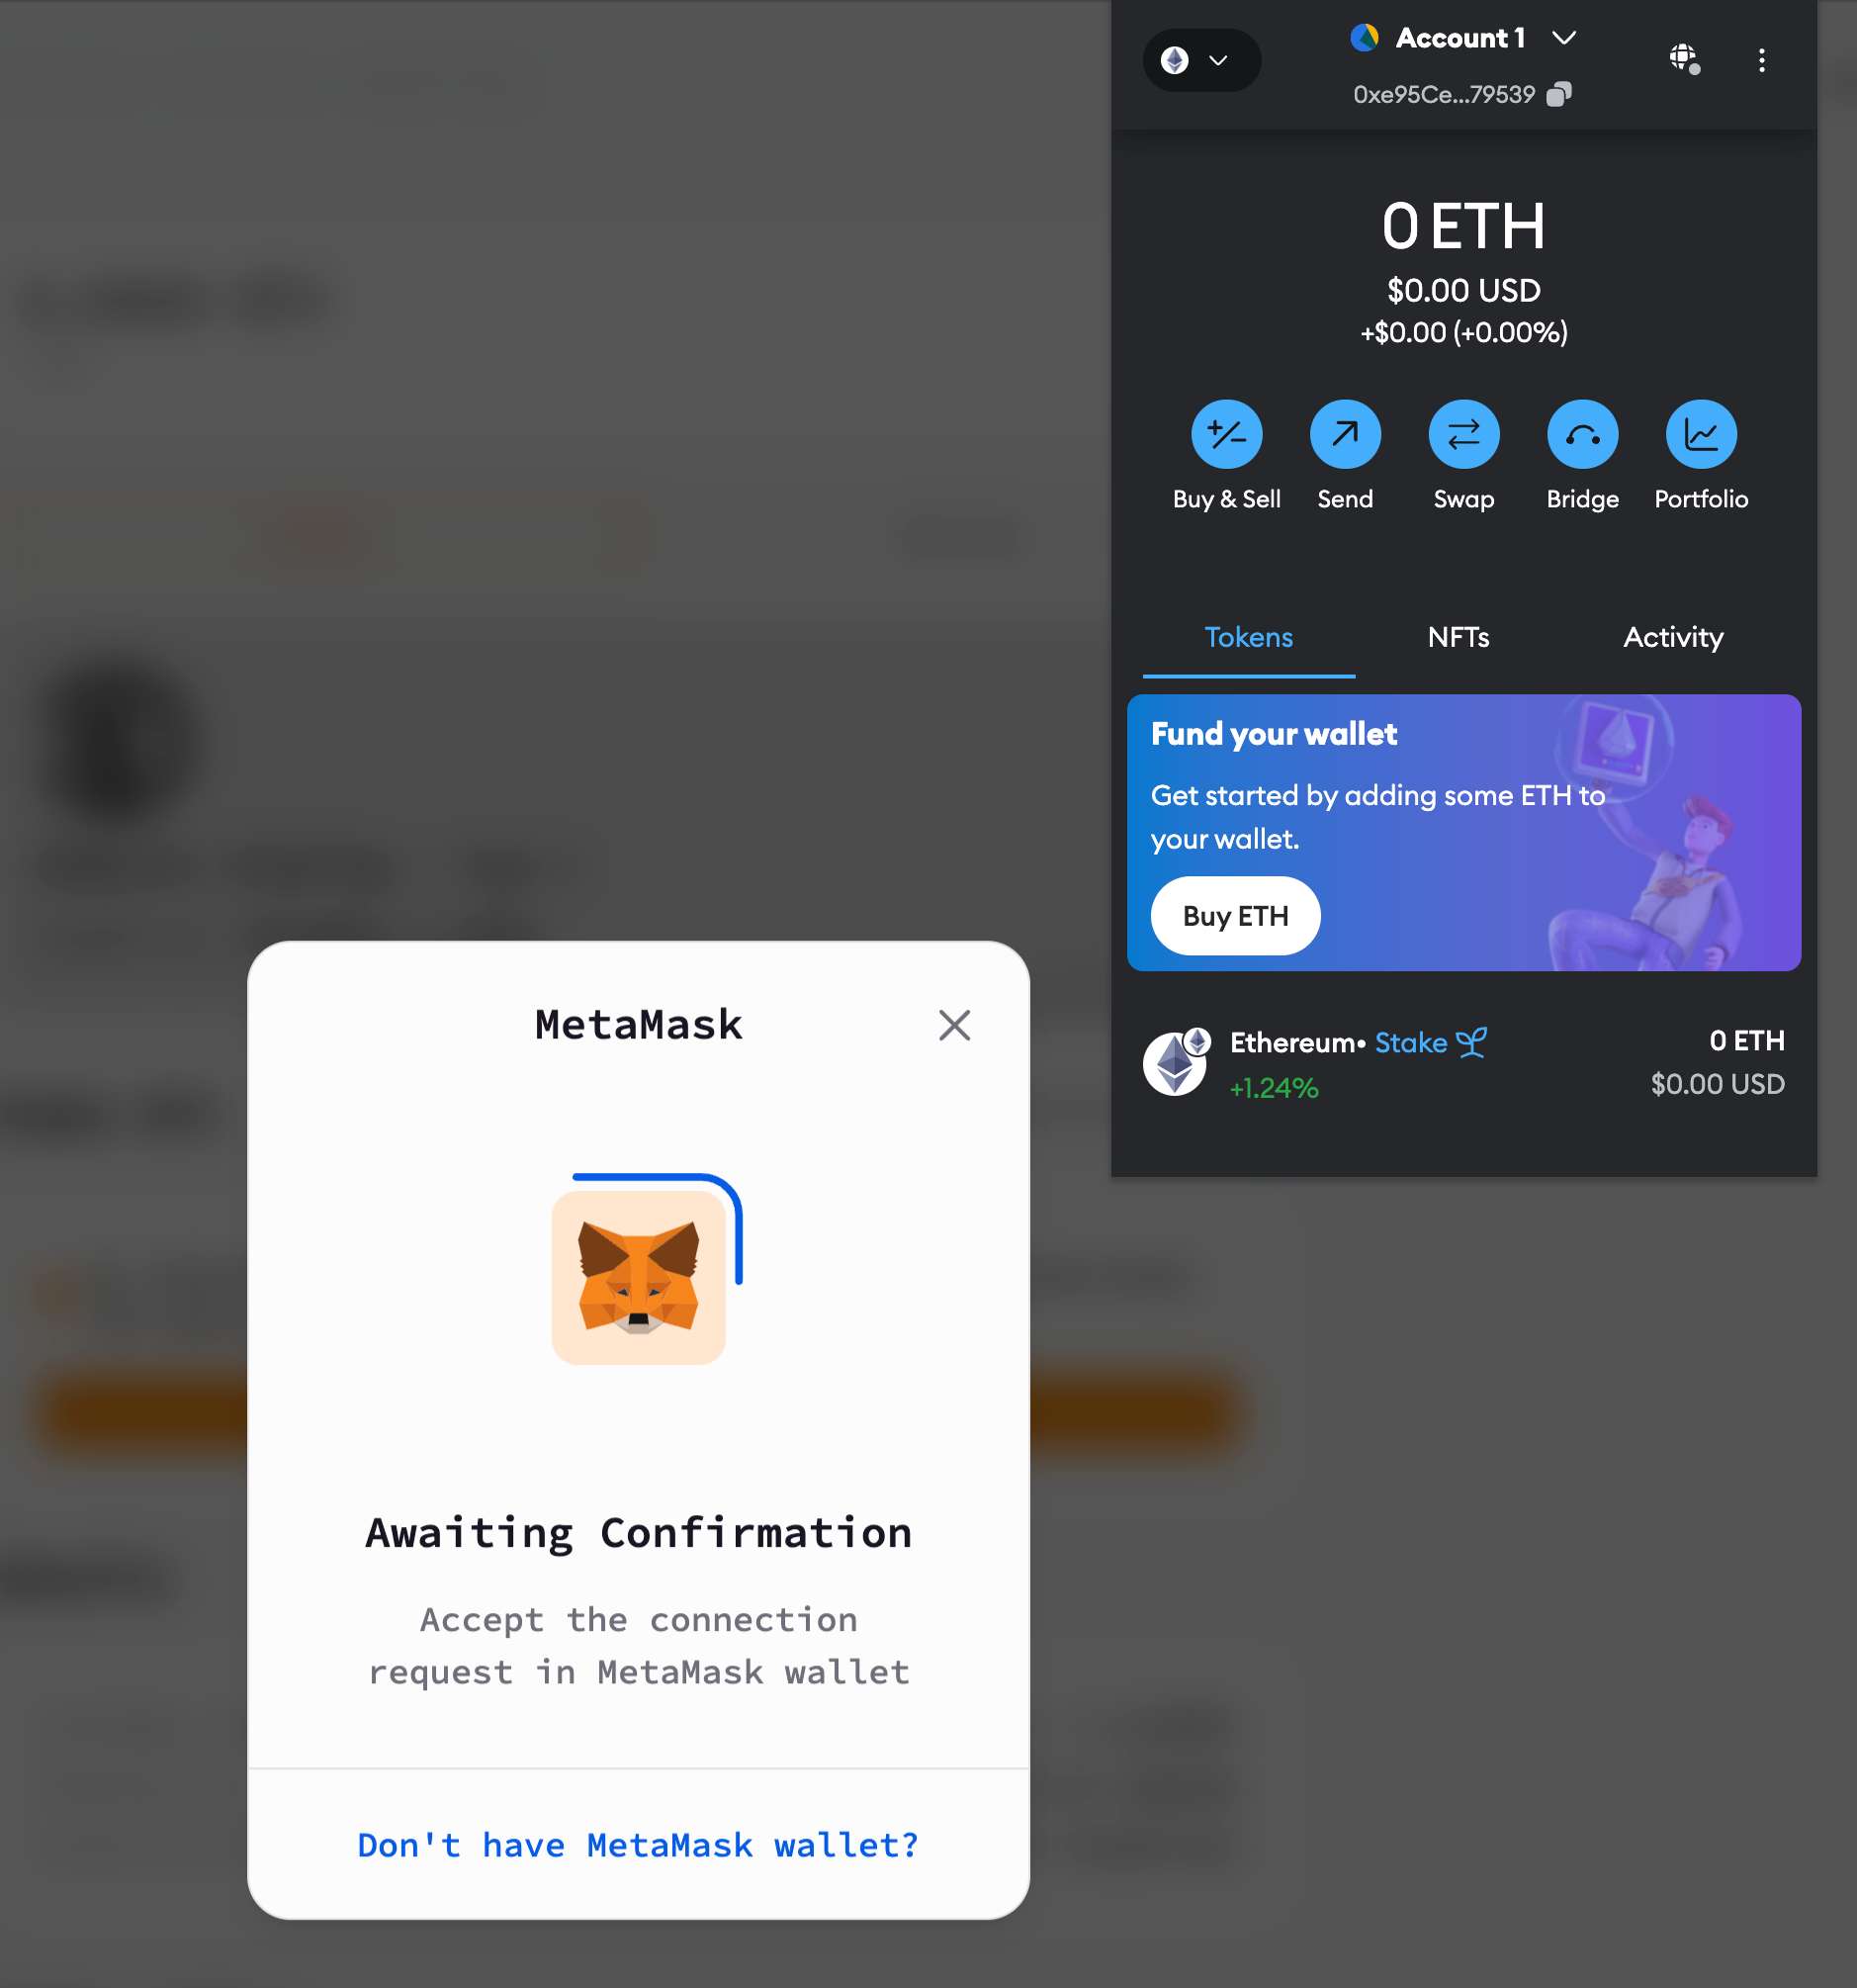 Account 1
0xe95Ce...79539
0 ETH
$0.00 USD
+$0.00 (+0.00%)
Buy & Sell
Send
Swap
Bridge
Portfolio
Tokens
NFTs
Activity
Fund your wallet
Get started by adding some ETH to
your wallet.
Buy ETH
Ethereum• Stake
0 ETH
+1.24%
$0.00 USD
MetaMask
Awaiting Confirmation
Accept the connection
request in MetaMask wallet
Don't have MetaMask wallet?